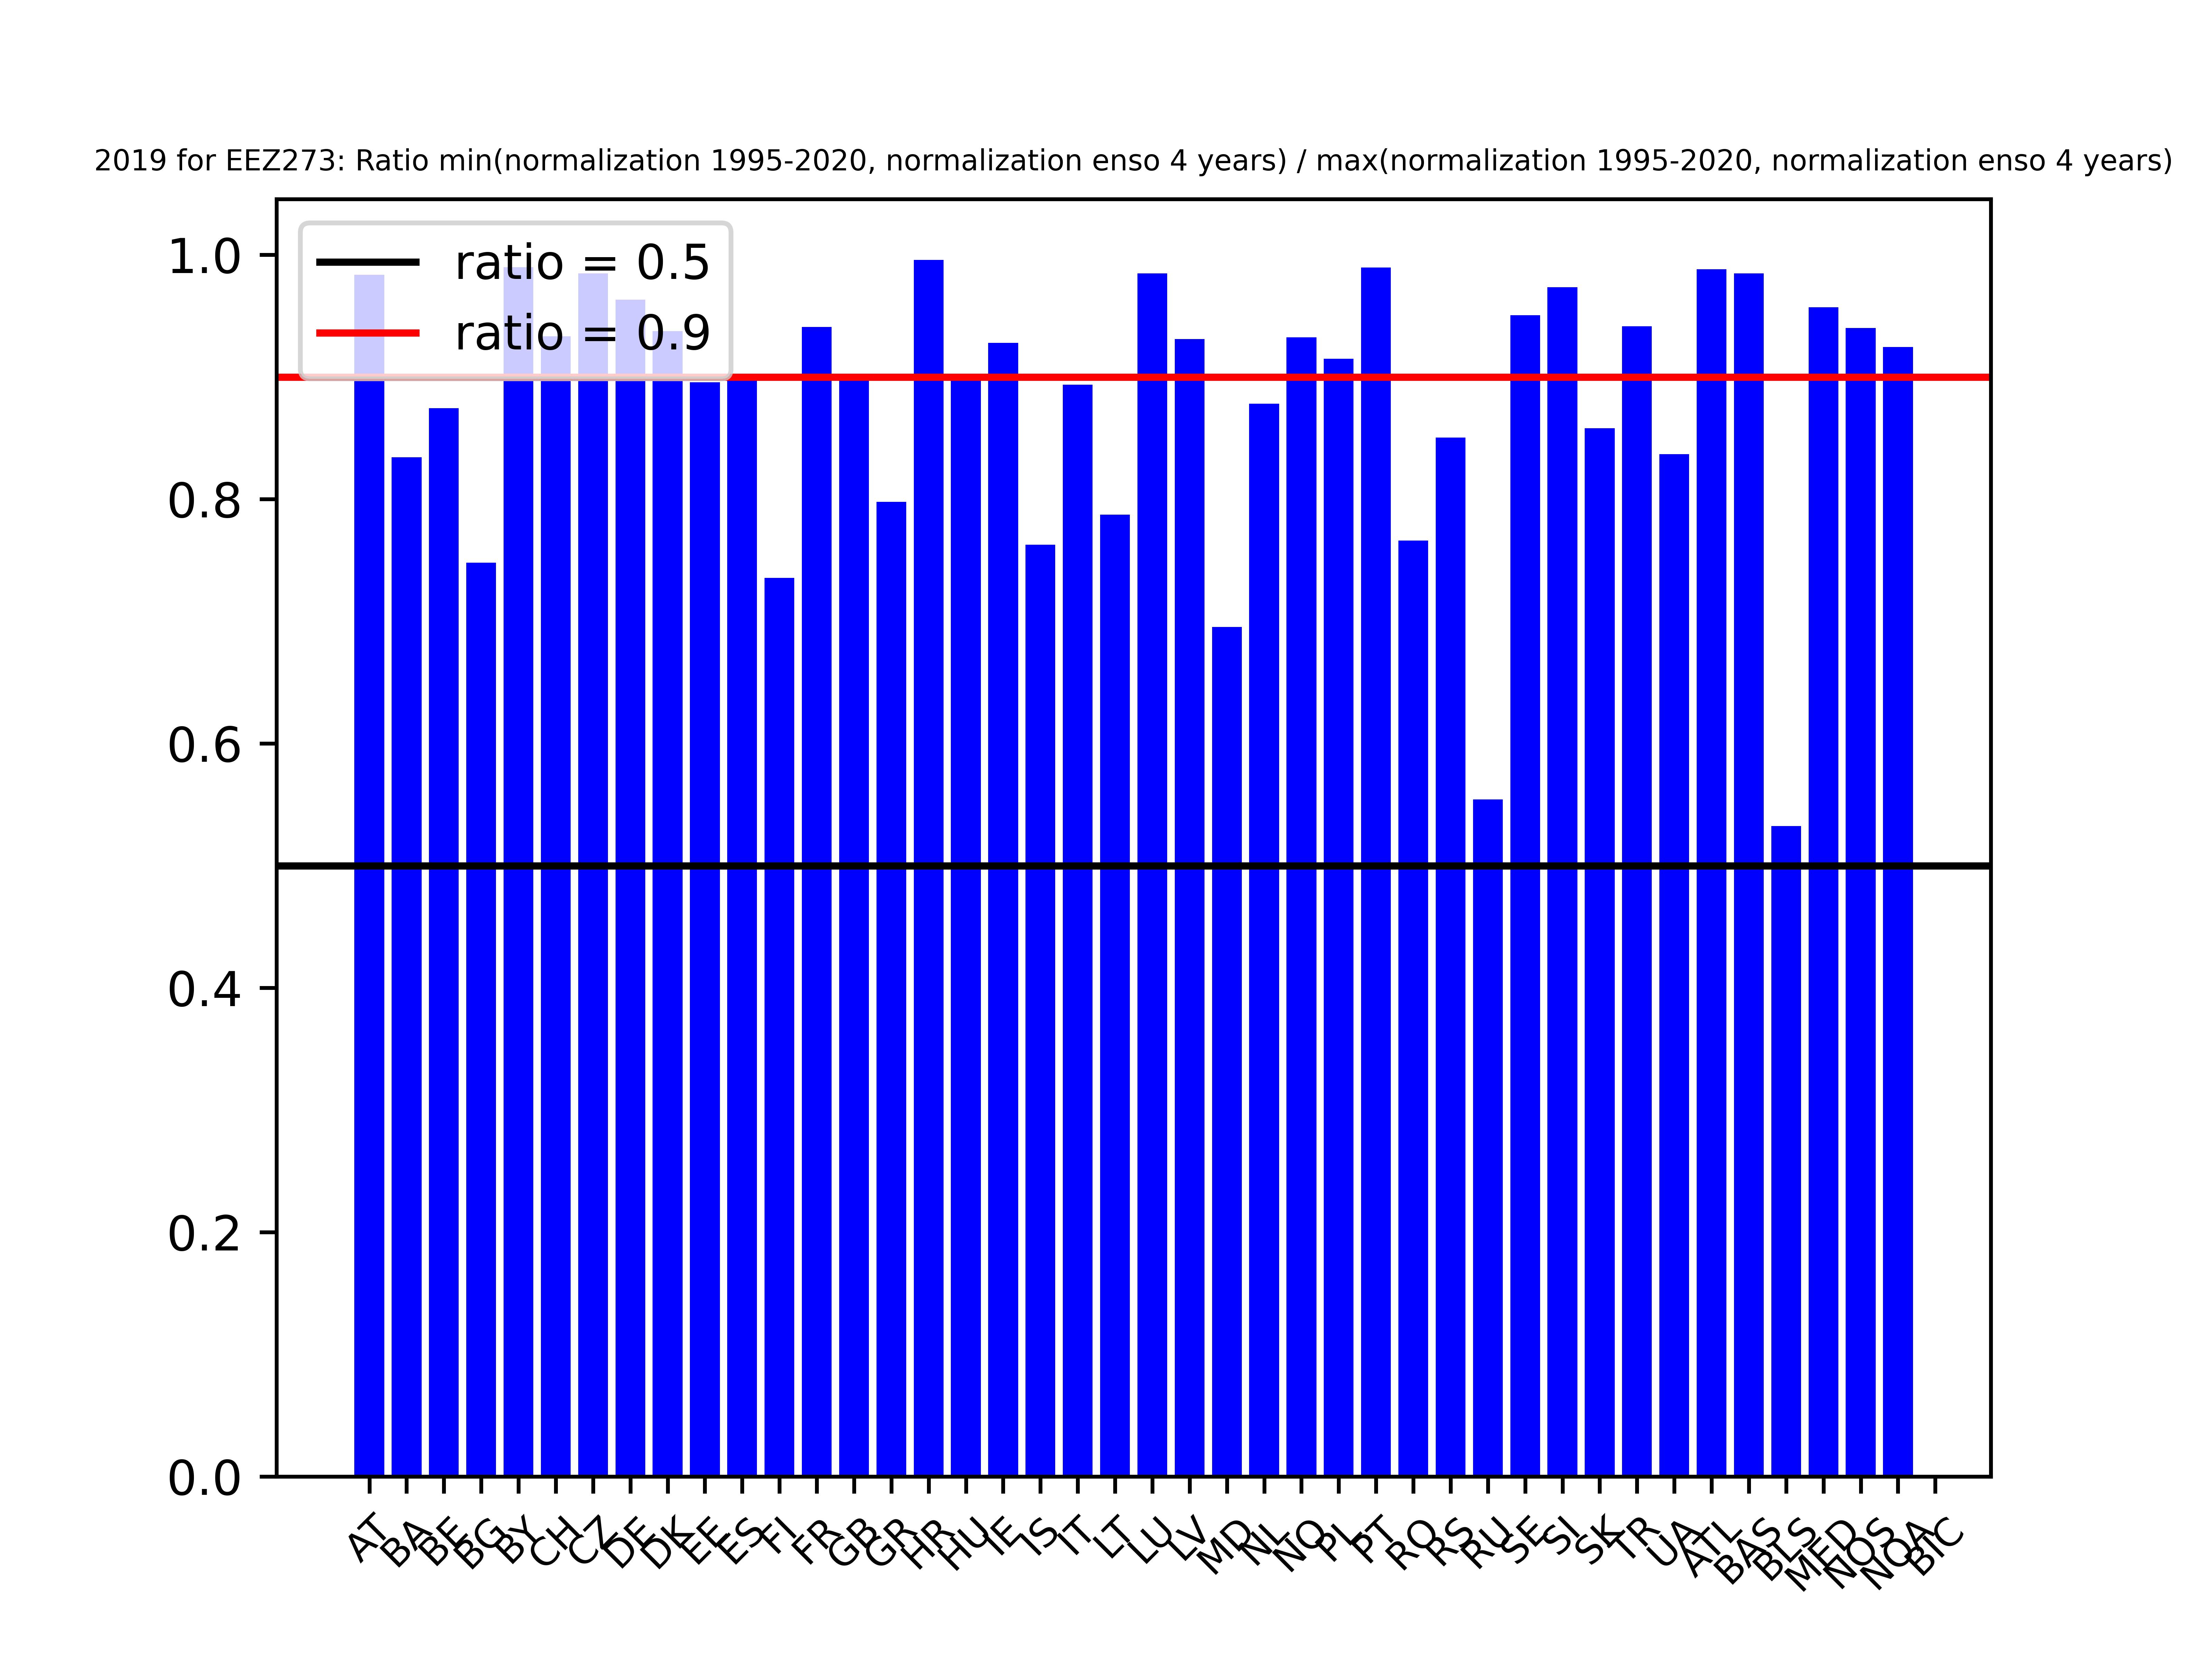 2019 for EEZ273: Ratio min(normalization 1995-2020, normalization enso 4 years) / max(normalization 1995-2020, normalization enso 4 years)
ratio = 0.5
ratio = 0.9
1.0
0.8
0.6
0.4
0.2
0.0
AT BA BE BG BY CH CZ DE DK EE ES FI FR GB GR HR HU IE IS IT LT LU LV MD NL NO PL PT RO RS RU SE SI SK TR UA ATL BAS BLS MED NOS NOA BIC